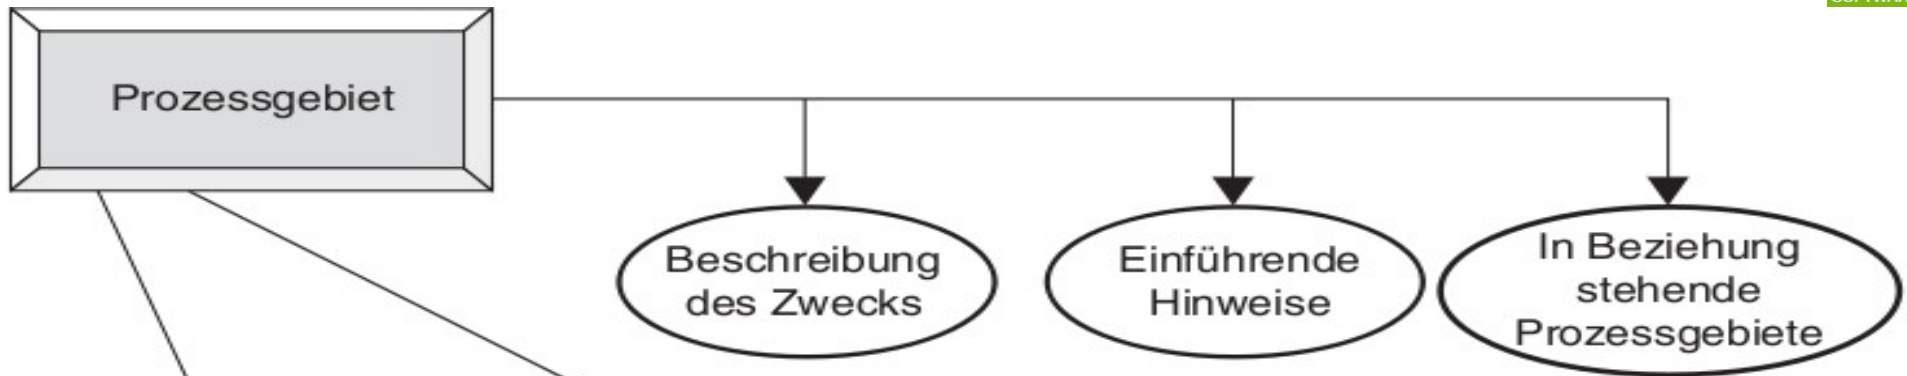 Prozessgebiet
Beschreibung
des Zwecks
Einführende
Hinweise
In Beziehung
stehende
Prozessgebiete